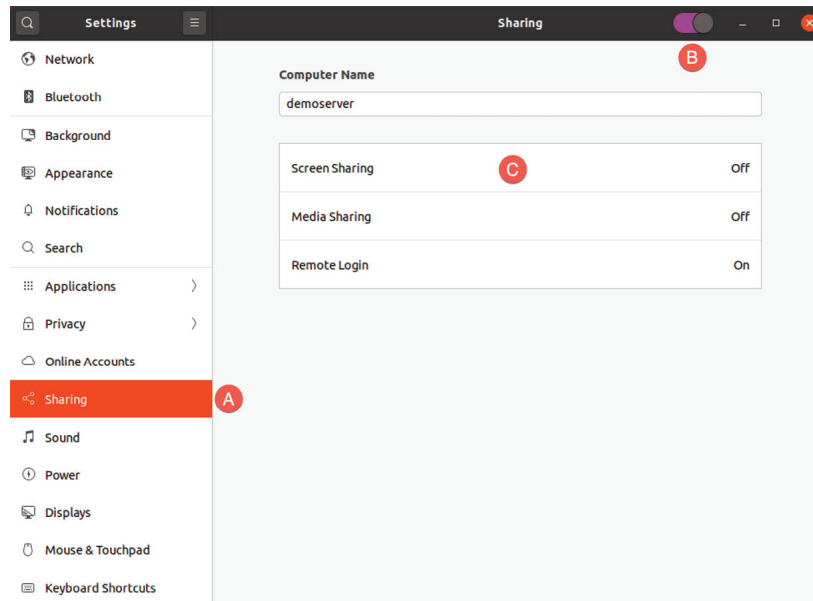 Settings
Sharing
Network
Bluetooth
Background
Appearance
Notifications
Search
Applications
Privacy
Online Accounts
Sharing
Sound
Power
Displays
Mouse & Touchpad
Keyboard Shortcuts
A
B
Computer Name
demoserver
Screen Sharing C Off
Media Sharing Off
Remote Login On